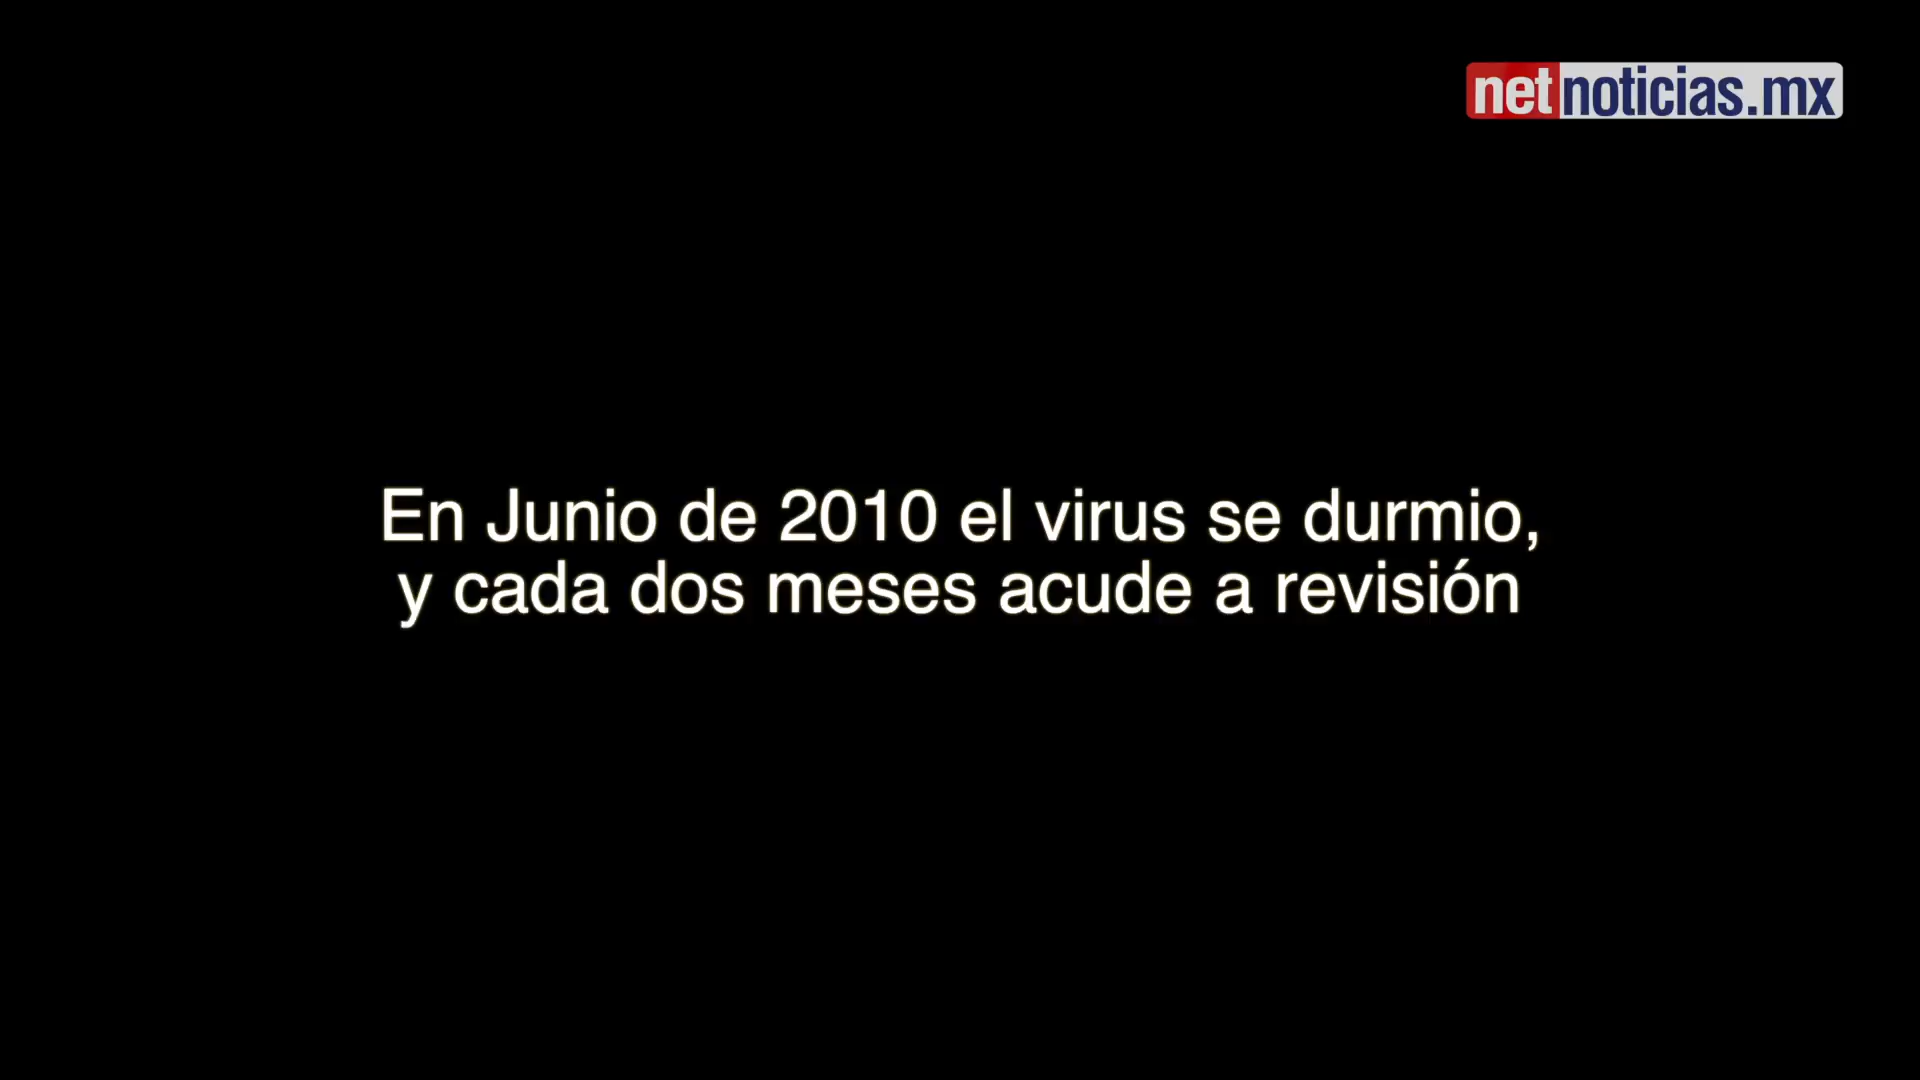 netnoticias.mx
En Junio de 2010 el virus se durmio,
y cada dos meses acude a revisión